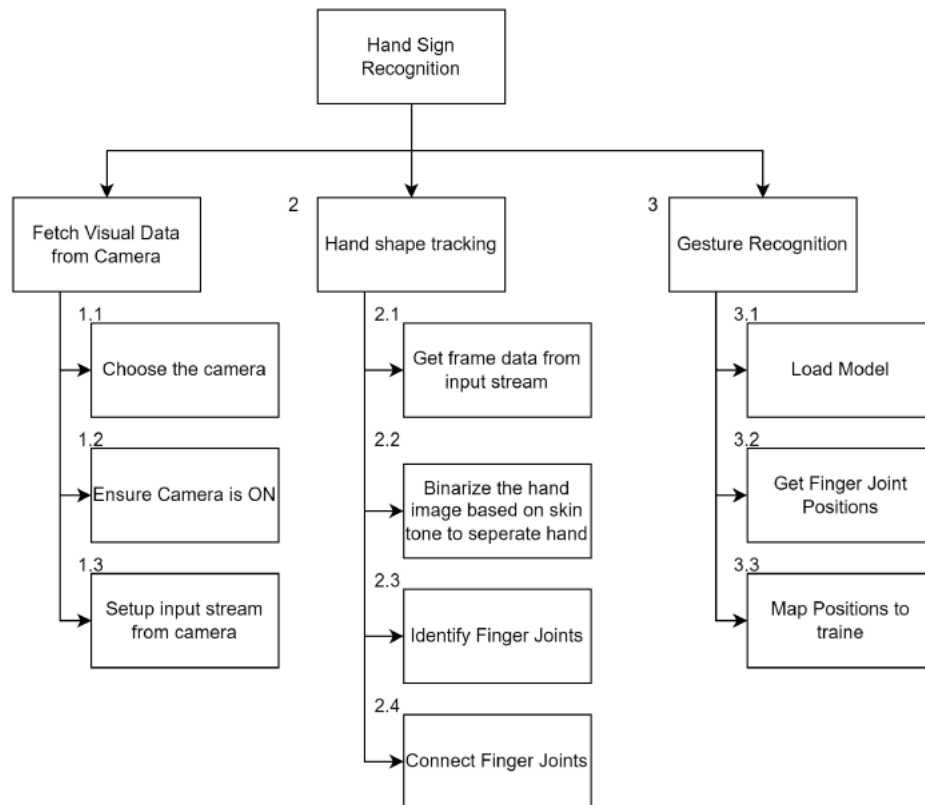 Hand Sign
Recognition
Fetch Visual Data
from Camera
1.1
Choose the camera
1.2
Ensure Camera is ON
1.3
Setup input stream
from camera
2
Hand shape tracking
2.1
Get frame data from
input stream
2.2
Binarize the hand
image based on skin
tone to seperate hand
2.3
Identify Finger Joints
2.4
Connect Finger Joints
3
Gesture Recognition
3.1
Load Model
3.2
Get Finger Joint
Positions
3.3
Map Positions to
traine